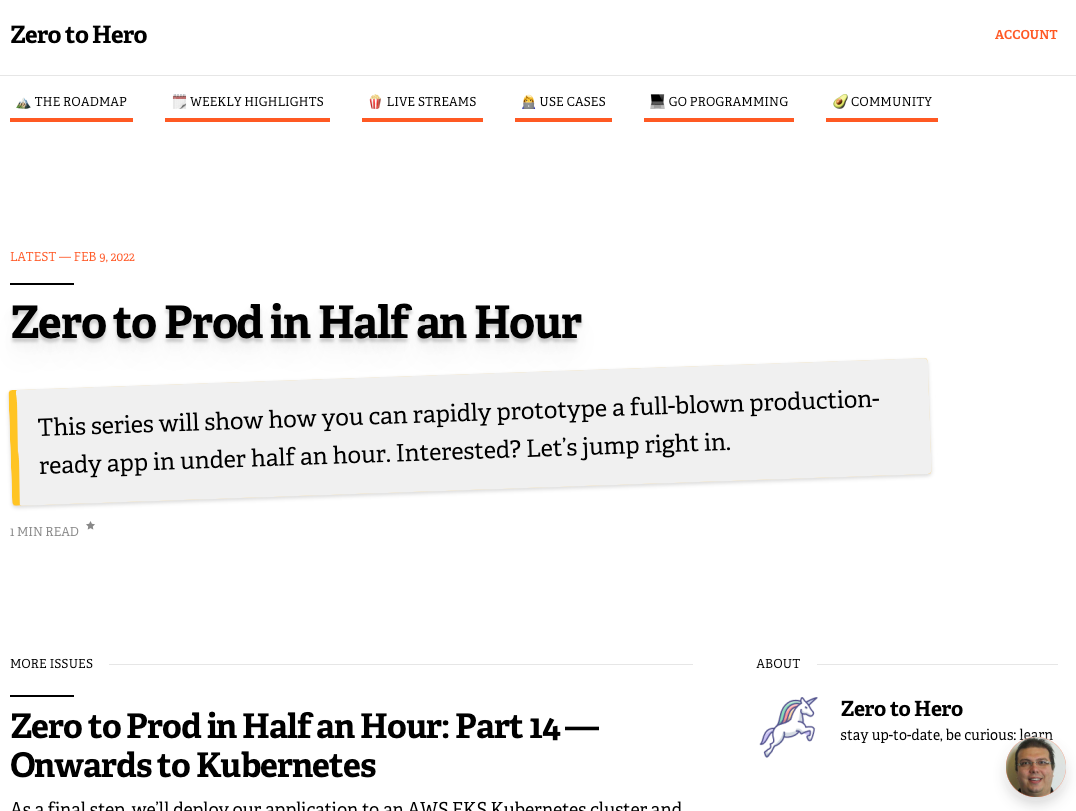 Zero to Hero
ACCOUNT
THE ROADMAP
WEEKLY HIGHLIGHTS
LIVE STREAMS
USE CASES
GO PROGRAMMING
COMMUNITY
LATEST — FEB 9, 2022
Zero to Prod in Half an Hour
This series will show how you can rapidly prototype a full-blown production-
ready app in under half an hour. Interested? Let's jump right in.
1 MIN READ
MORE ISSUES
Zero to Prod in Half an Hour: Part 14 —
Onwards to Kubernetes
As a final step, we'll deploy our application to an AWS EKS Kubernetes cluster and
ABOUT
Zero to Hero
stay up-to-date, be curious: learn